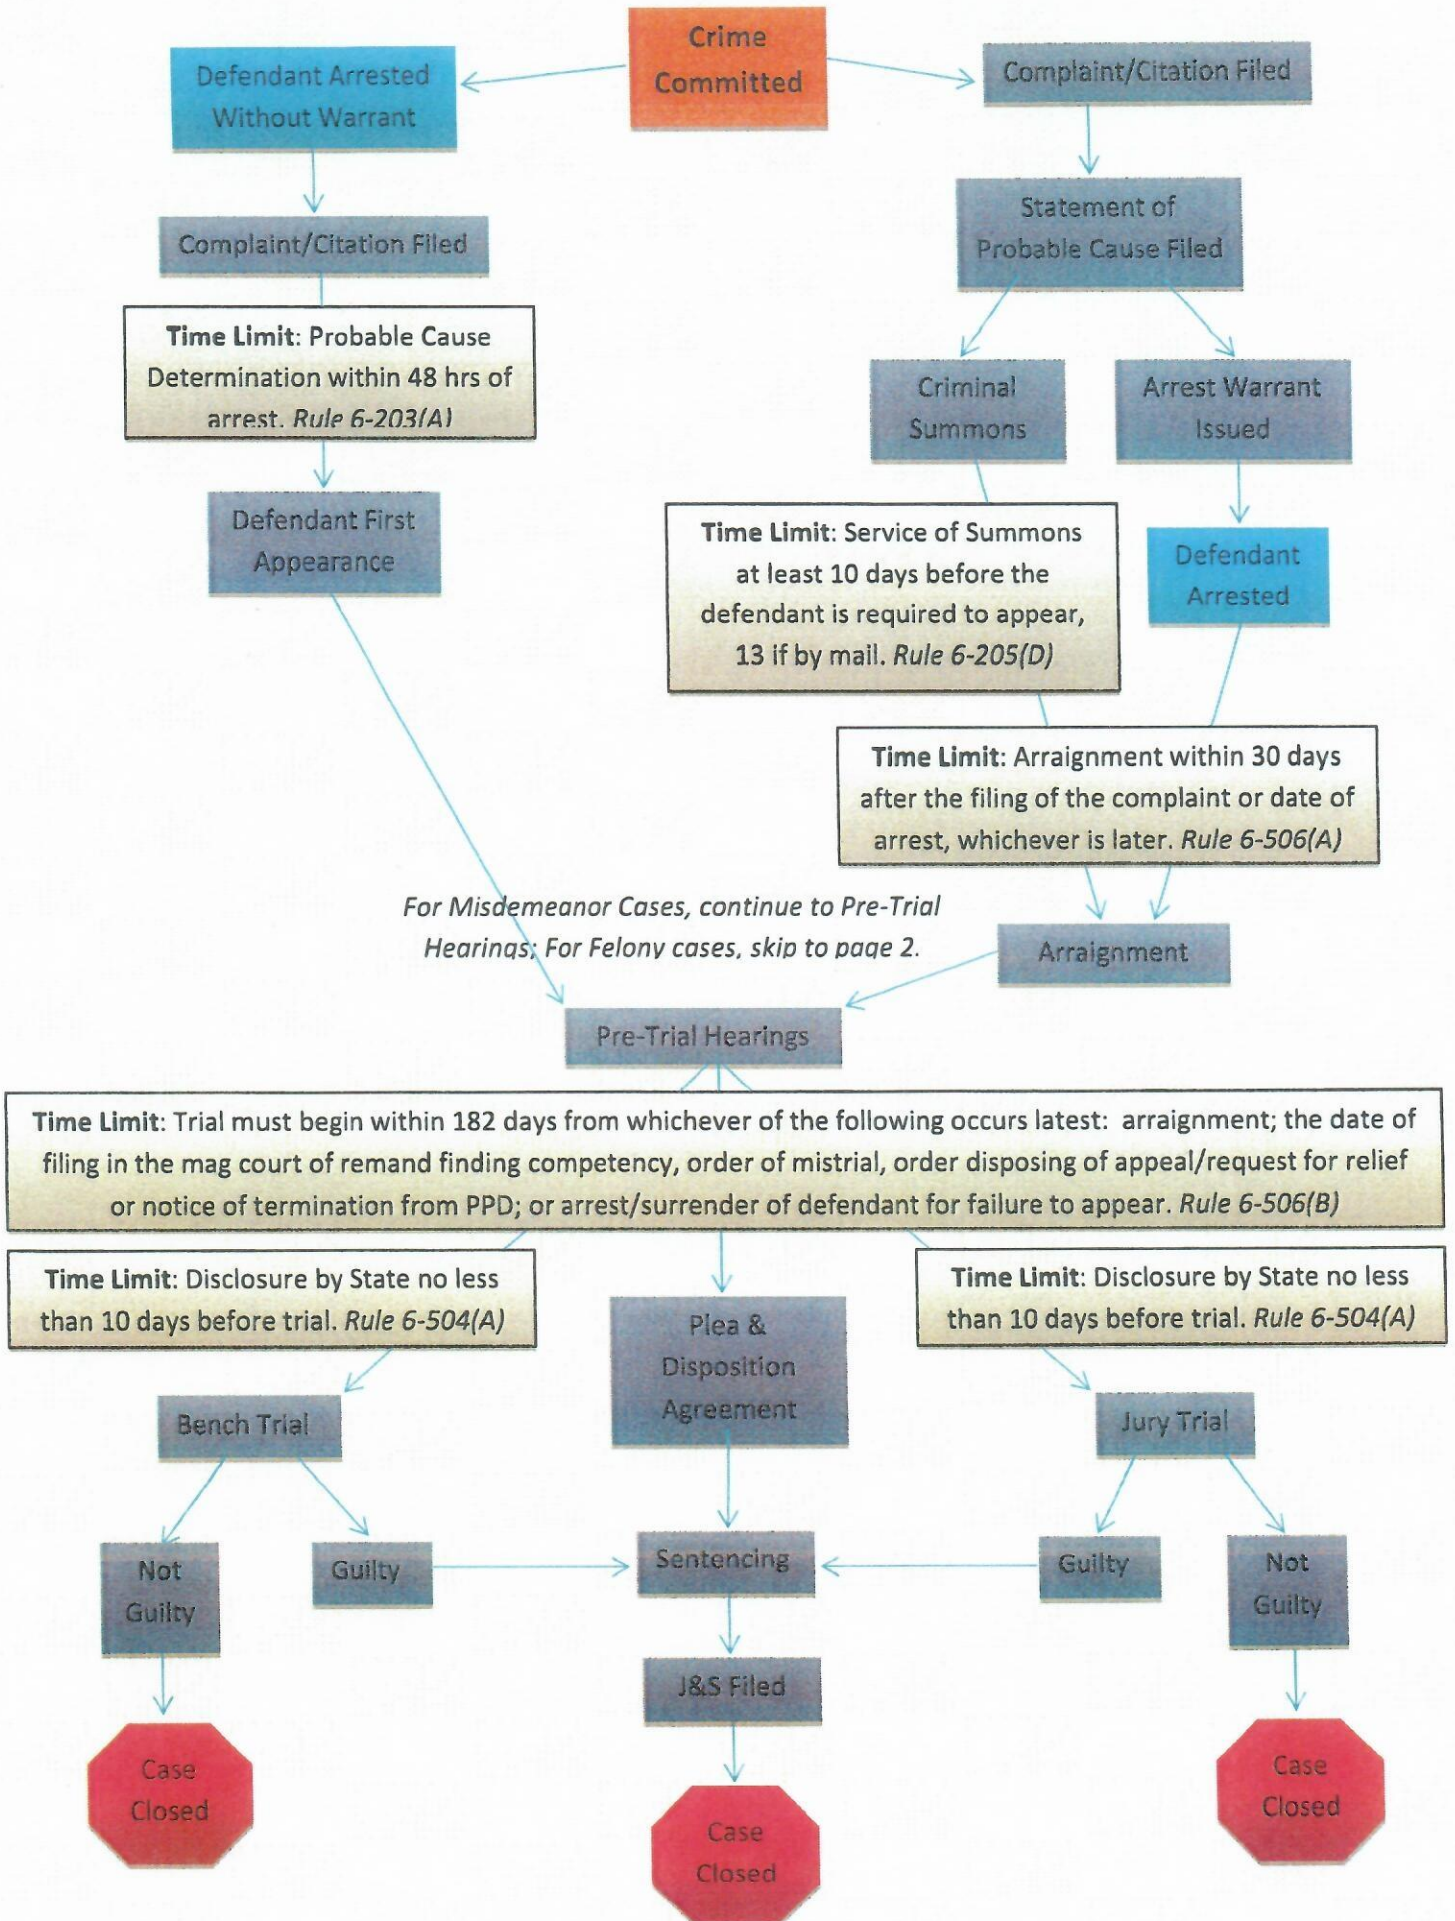 Crime
Committed
Defendant Arrested
Without Warrant
Complaint/Citation Filed
Complaint/Citation Filed
Statement of
Probable Cause Filed
Time Limit: Probable Cause
Determination within 48 hrs of
arrest. Rule 6-203(A)
Criminal
Summons
Arrest Warrant
Issued
Defendant First
Appearance
Time Limit: Service of Summons
at least 10 days before the
defendant is required to appear,
13 if by mail. Rule 6-205(D)
Defendant
Arrested
Time Limit: Arraignment within 30 days
after the filing of the complaint or date of
arrest, whichever is later. Rule 6-506(A)
For Misdemeanor Cases, continue to Pre-Trial
Hearings; For Felony cases, skip to page 2.
Arraignment
Pre-Trial Hearings
Time Limit: Trial must begin within 182 days from whichever of the following occurs latest: arraignment; the date of
filing in the mag court of remand finding competency, order of mistrial, order disposing of appeal/request for relief
or notice of termination from PPD; or arrest/surrender of defendant for failure to appear. Rule 6-506(B)
Time Limit: Disclosure by State no less
than 10 days before trial. Rule 6-504(A)
Time Limit: Disclosure by State no less
than 10 days before trial. Rule 6-504(A)
Plea &
Disposition
Agreement
Bench Trial
Jury Trial
Not
Guilty
Guilty
Sentencing
Guilty
Not
Guilty
J&S Filed
Case
Closed
Case
Closed
Case
Closed